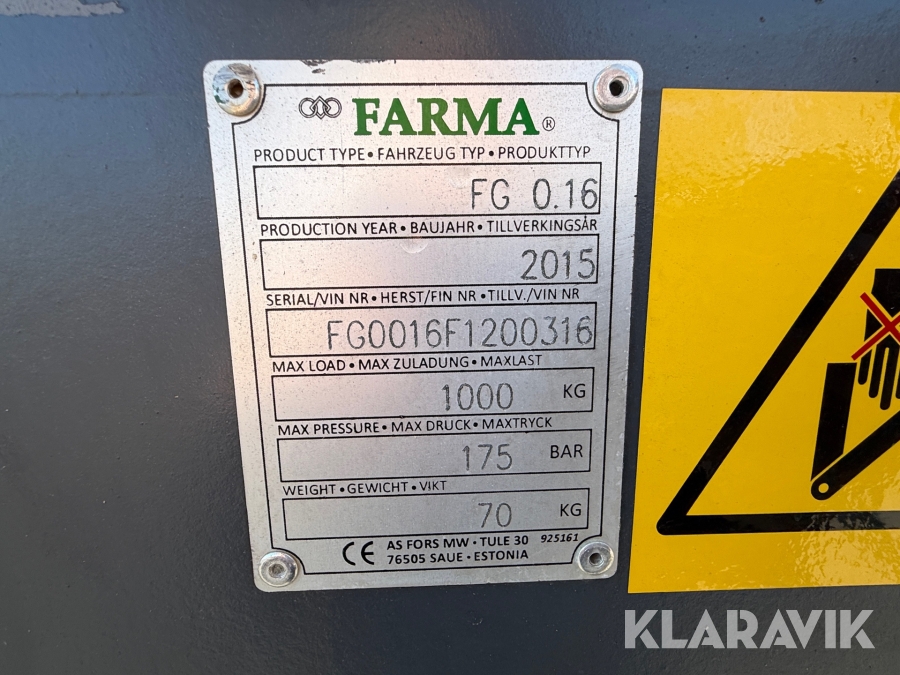 FARMA®
PRODUCT TYPE • FAHRZEUG TYP • PRODUKTTYP
FG 0.16
PRODUCTION YEAR • BAUJAHR • TILLVERKINGSÅR
2015
SERIAL/VIN NR • HERST/FIN NR • TILLV./VIN NR
FG0016F1200316
MAX LOAD • MAX ZULADUNG • MAXLAST
1000 KG
MAX PRESSURE • MAX DRUCK • MAXTRYCK
175 BAR
WEIGHT • GEWICHT • VIKT
70 KG
CE AS FORS MW • TULE 30 925161
76505 SAUE • ESTONIA
KLARAVIK